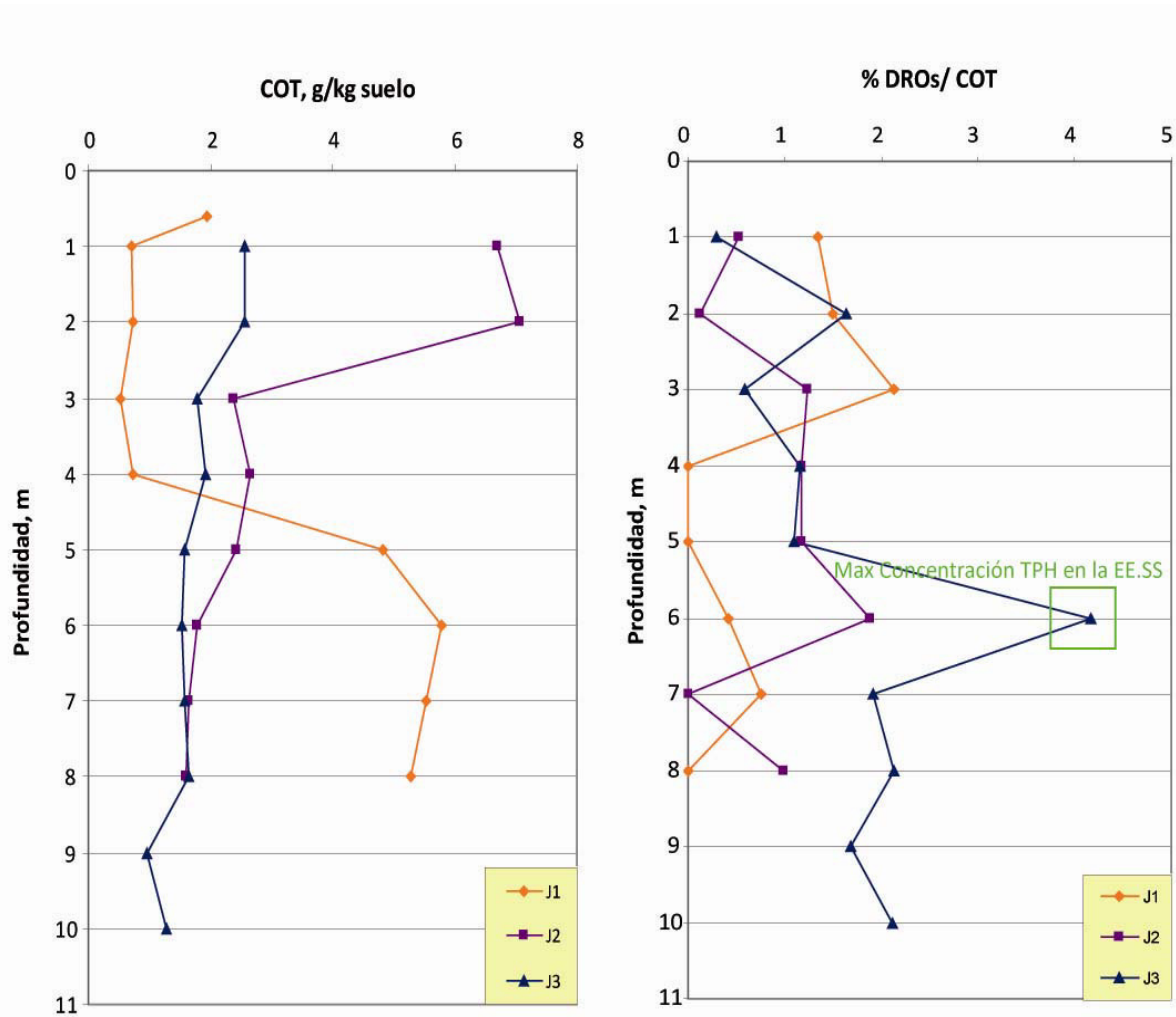 COT, g/kg suelo
0 2 4 6 8
0
1
2
3
4
5
6
7
8
9
10
11
Profundidad, m
J1
J2
J3
% DROs/ COT
0 1 2 3 4 5
0
1
2
3
4
5
6
7
8
9
10
11
Profundidad, m
Max Concentración TPH en la EE.SS
J1
J2
J3